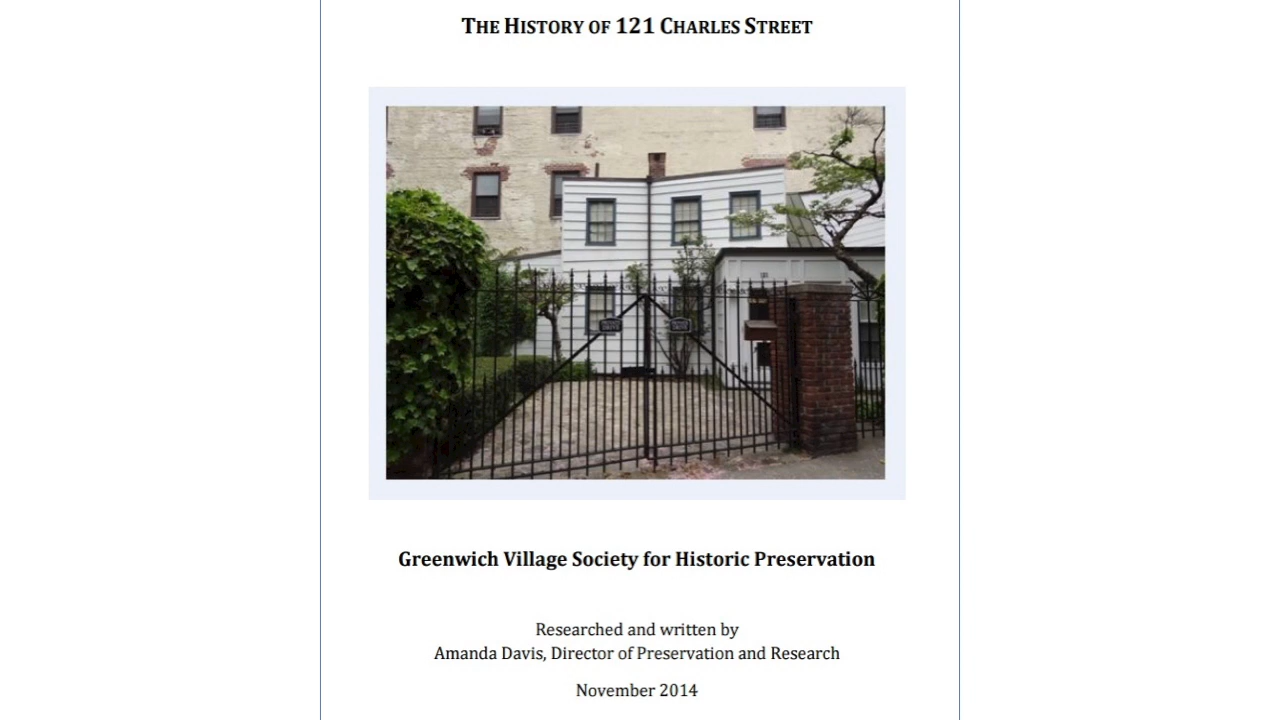 THE HISTORY OF 121 CHARLES STREET
121
Greenwich Village Society for Historic Preservation
Researched and written by
Amanda Davis, Director of Preservation and Research
November 2014